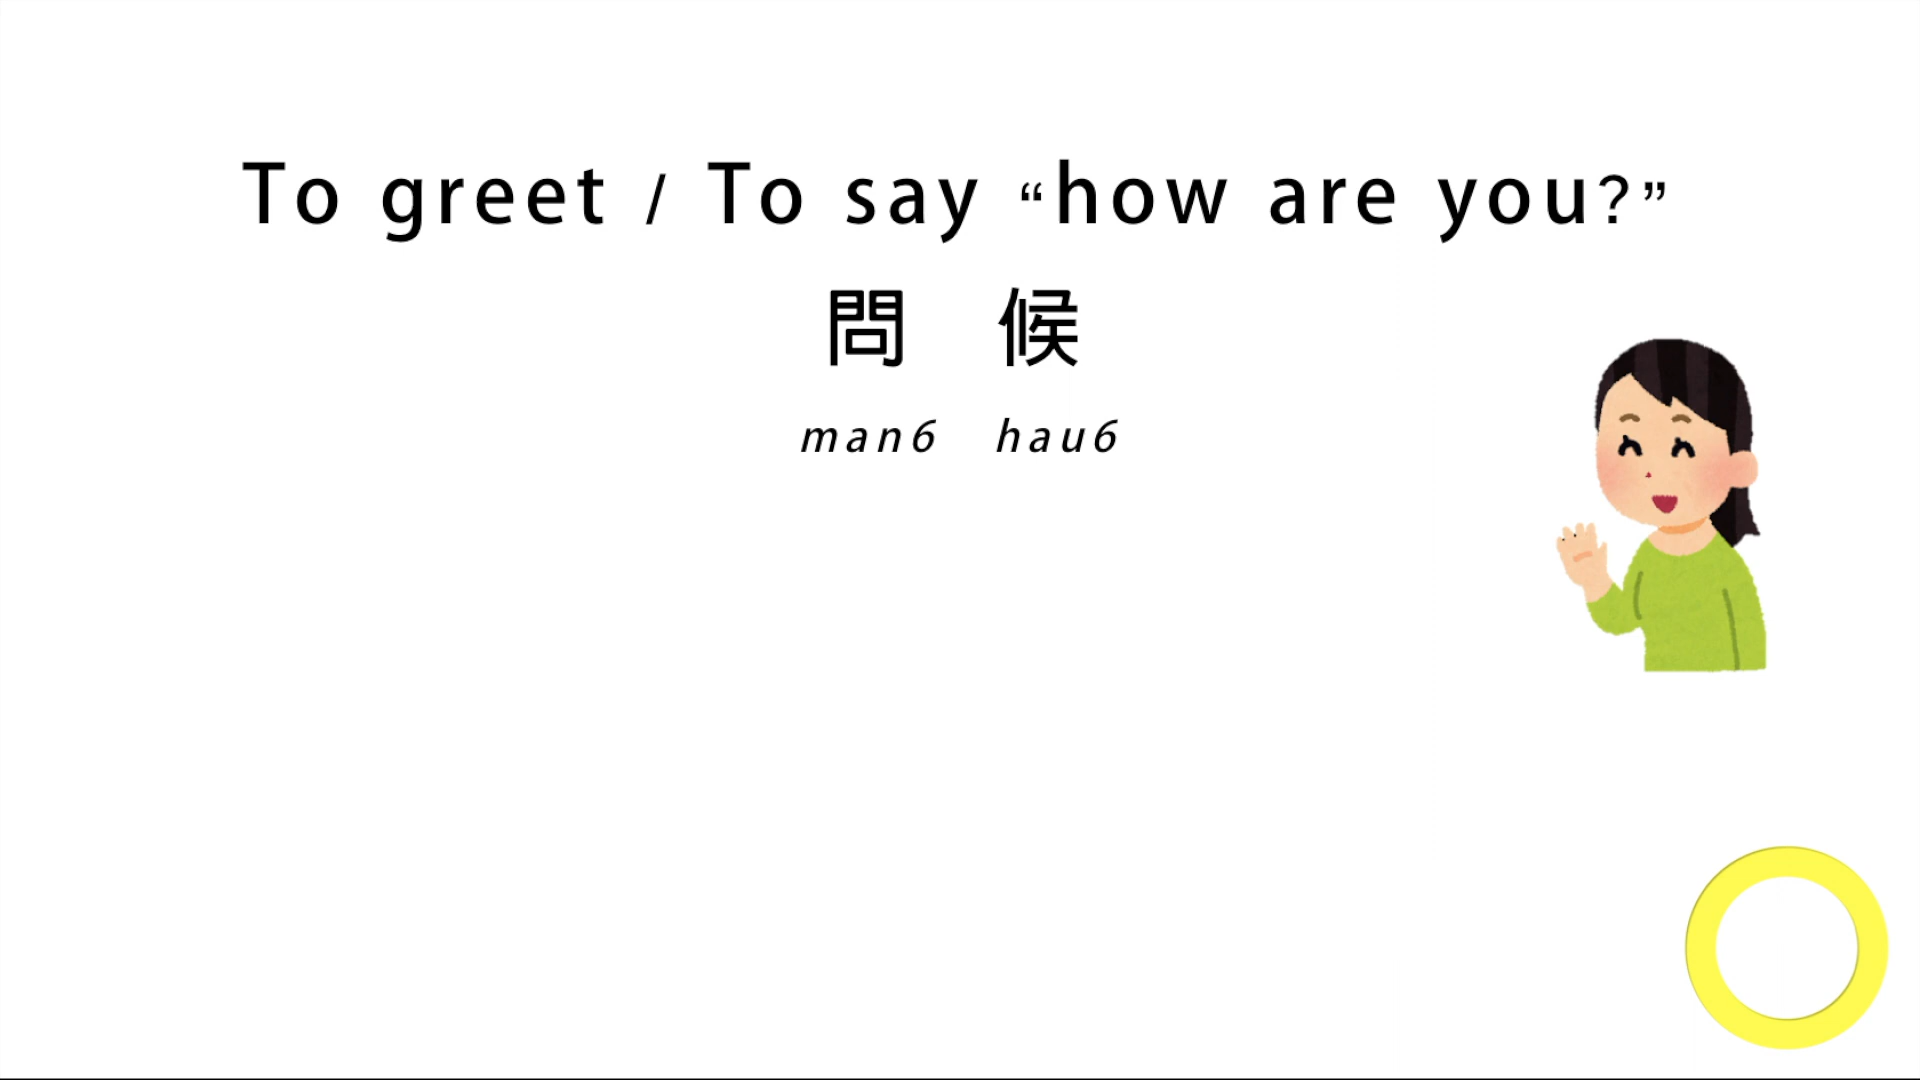 To greet / To say “how are you?”
問 候
man6 hau6